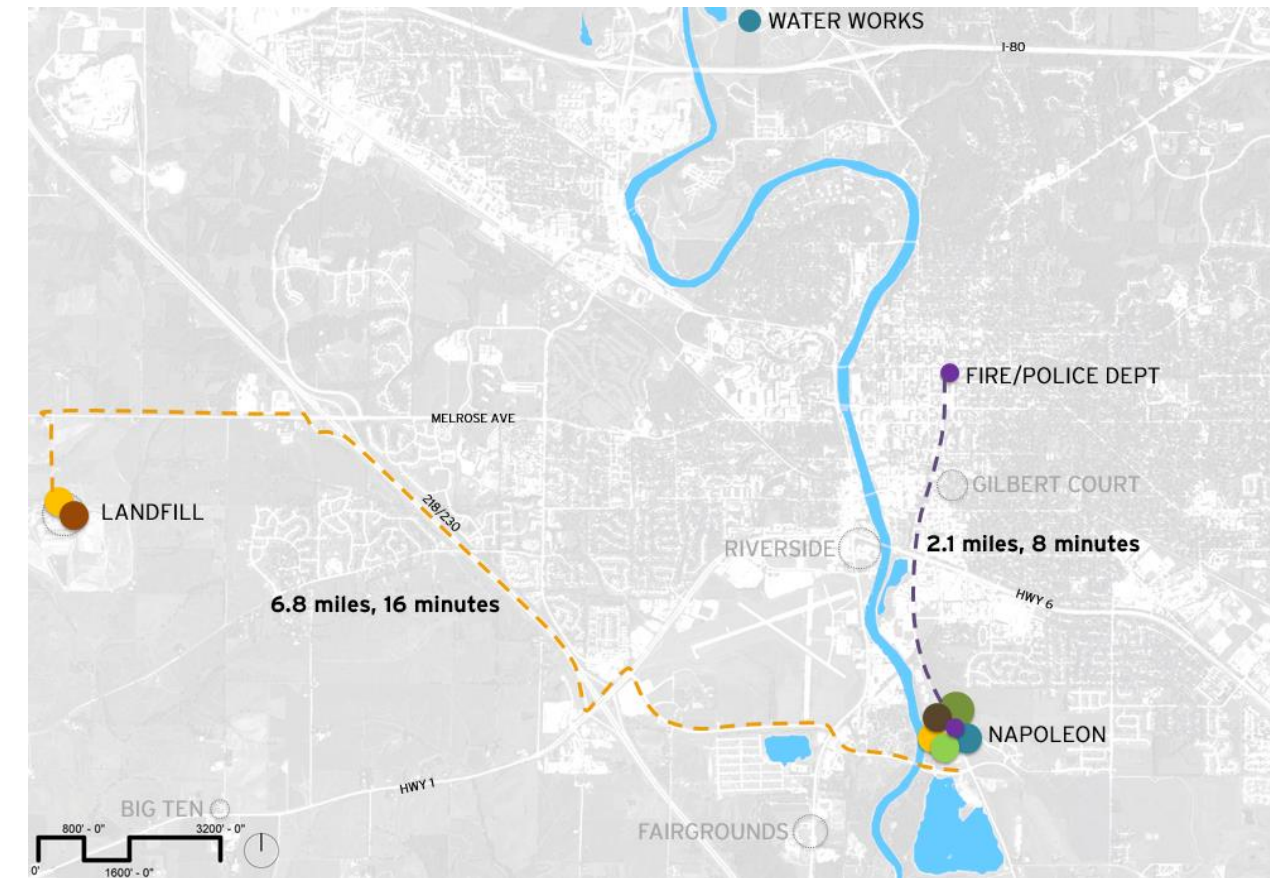 WATER WORKS
I-80
FIRE/POLICE DEPT
MELROSE AVE
GILBERT COURT
LANDFILL
218/230
RIVERSIDE
2.1 miles, 8 minutes
6.8 miles, 16 minutes
HWY 6
NAPOLEON
HWY 1
BIG TEN
FAIRGROUNDS
800' - 0"
3200' - 0"
0'
1600' - 0"